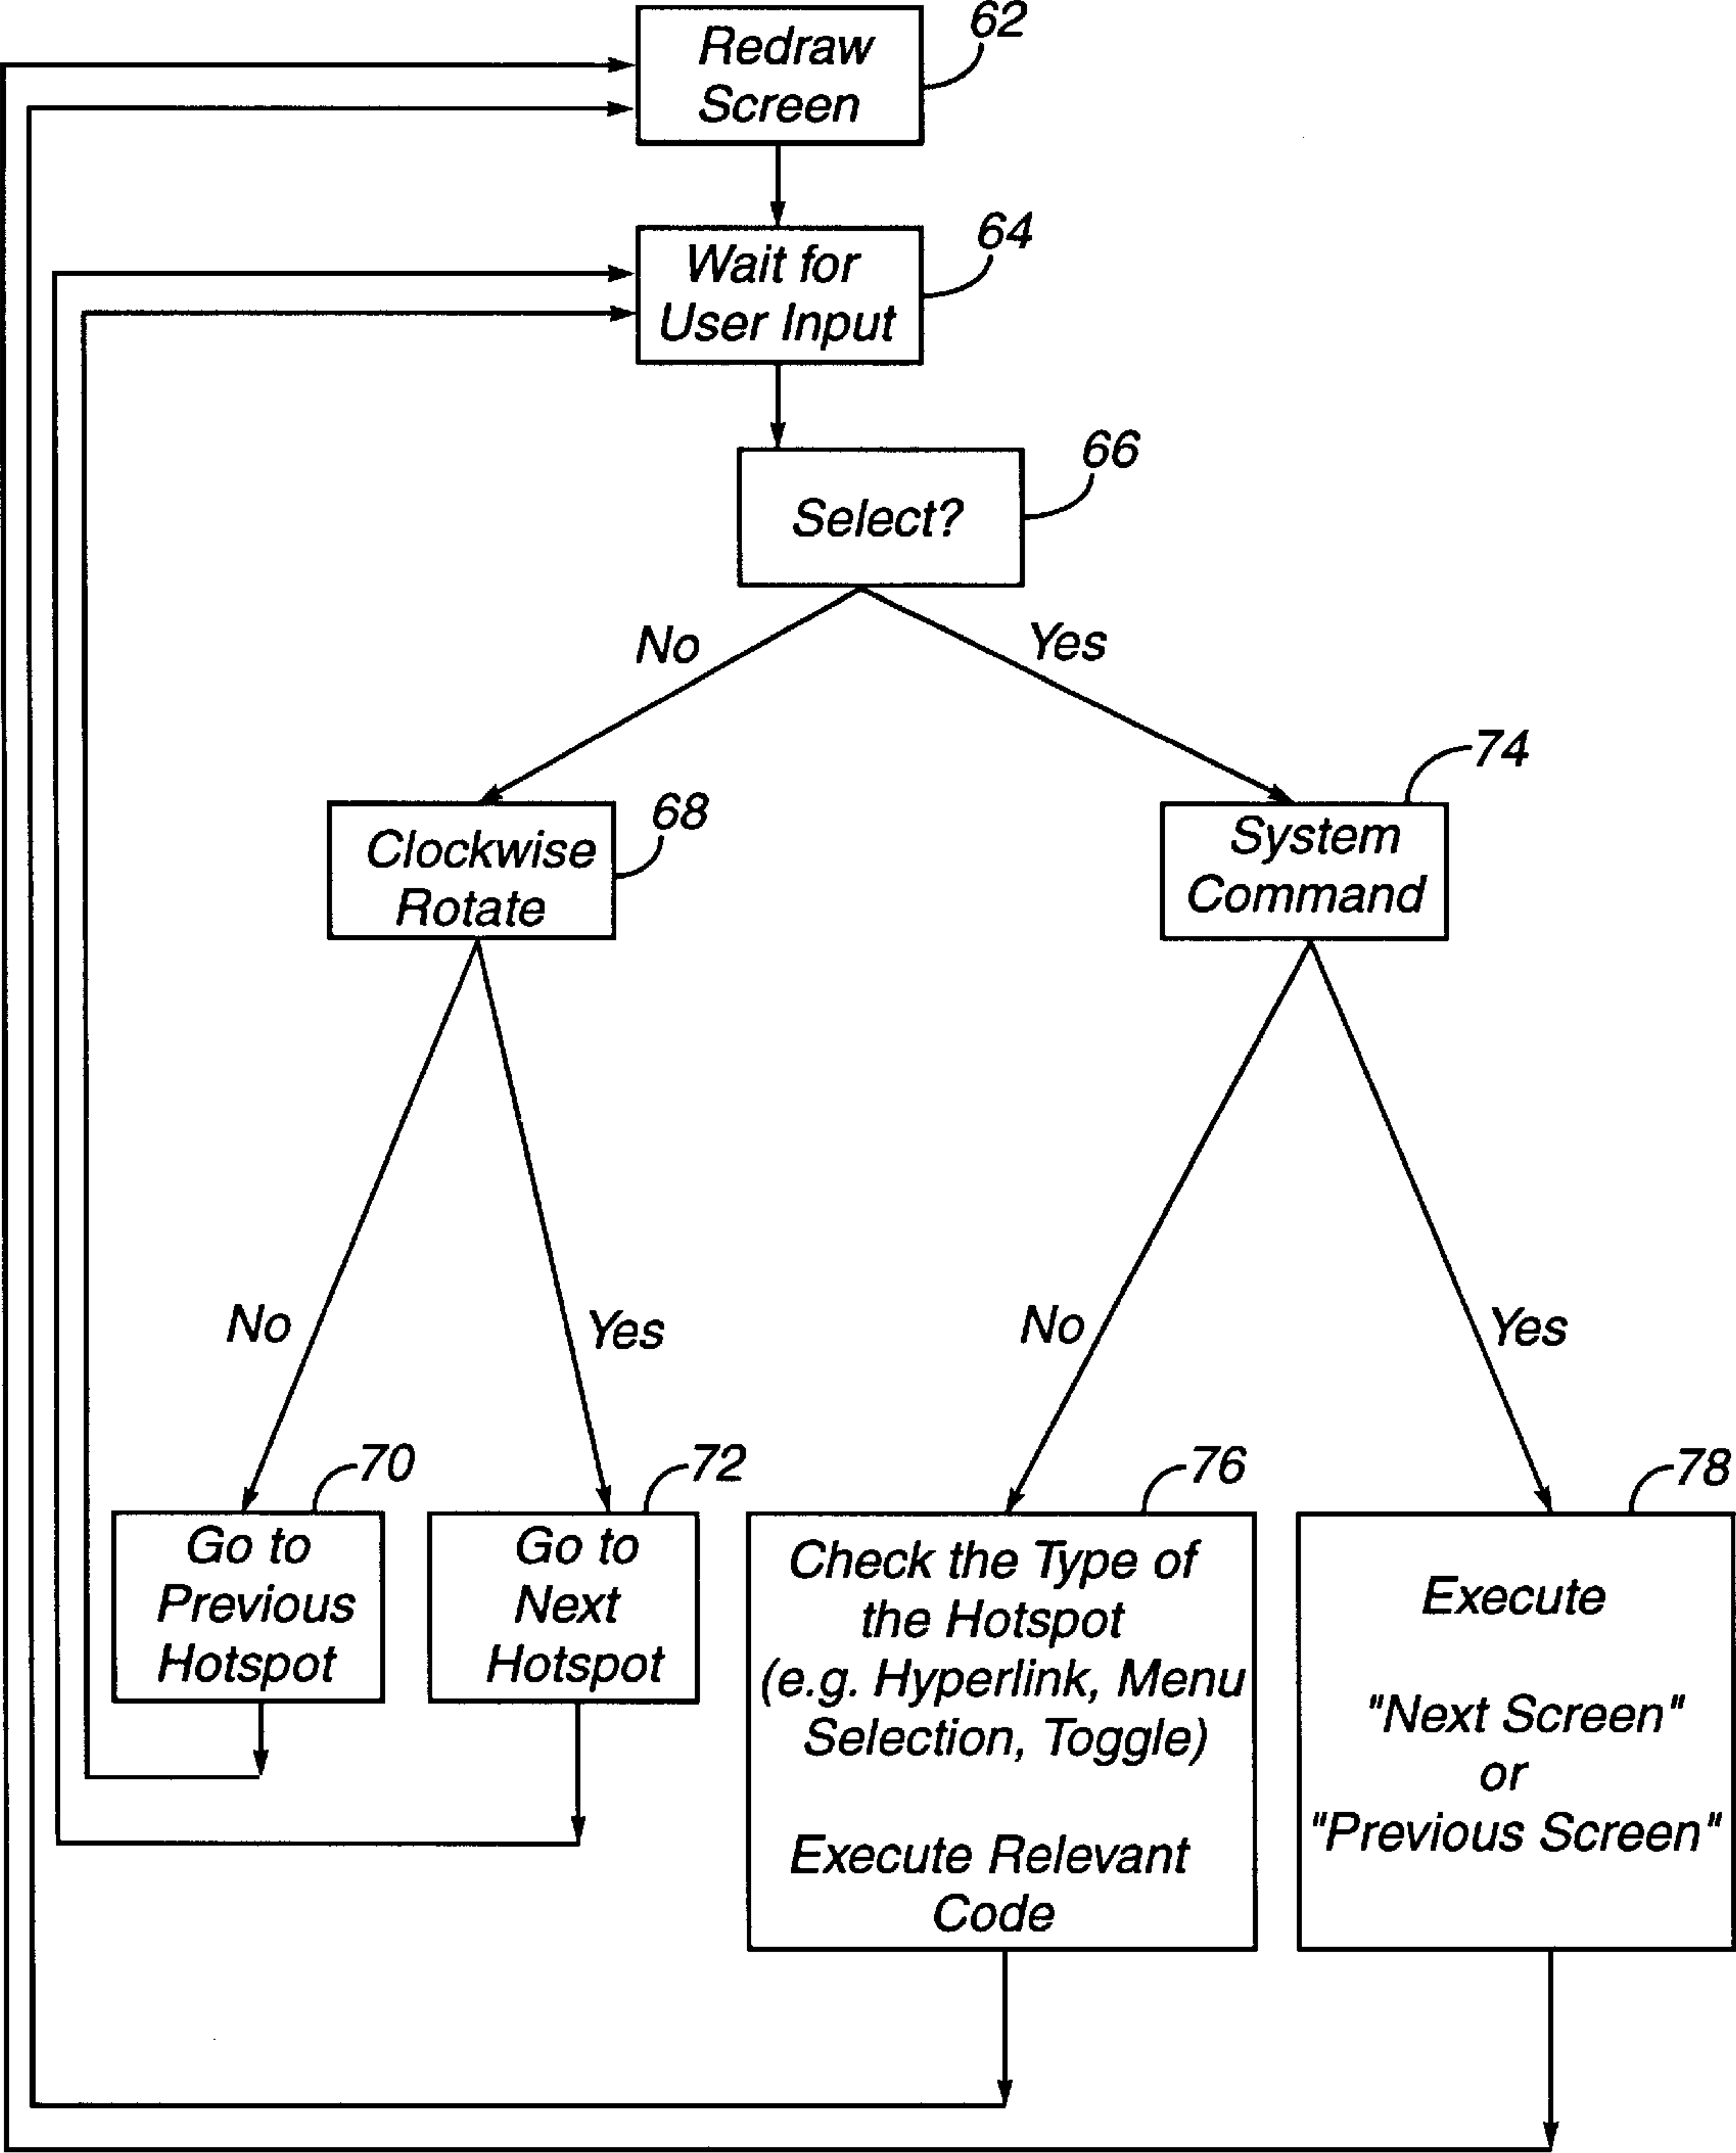 62
Redraw
Screen
64
Wait for
User Input
66
Select?
No
Yes
68
Clockwise
Rotate
74
System
Command
No
Yes
No
Yes
70
Go to
Previous
Hotspot
72
Go to
Next
Hotspot
76
Check the Type of
the Hotspot
(e.g. Hyperlink, Menu
Selection, Toggle)
Execute Relevant
Code
78
Execute
"Next Screen"
or
"Previous Screen"